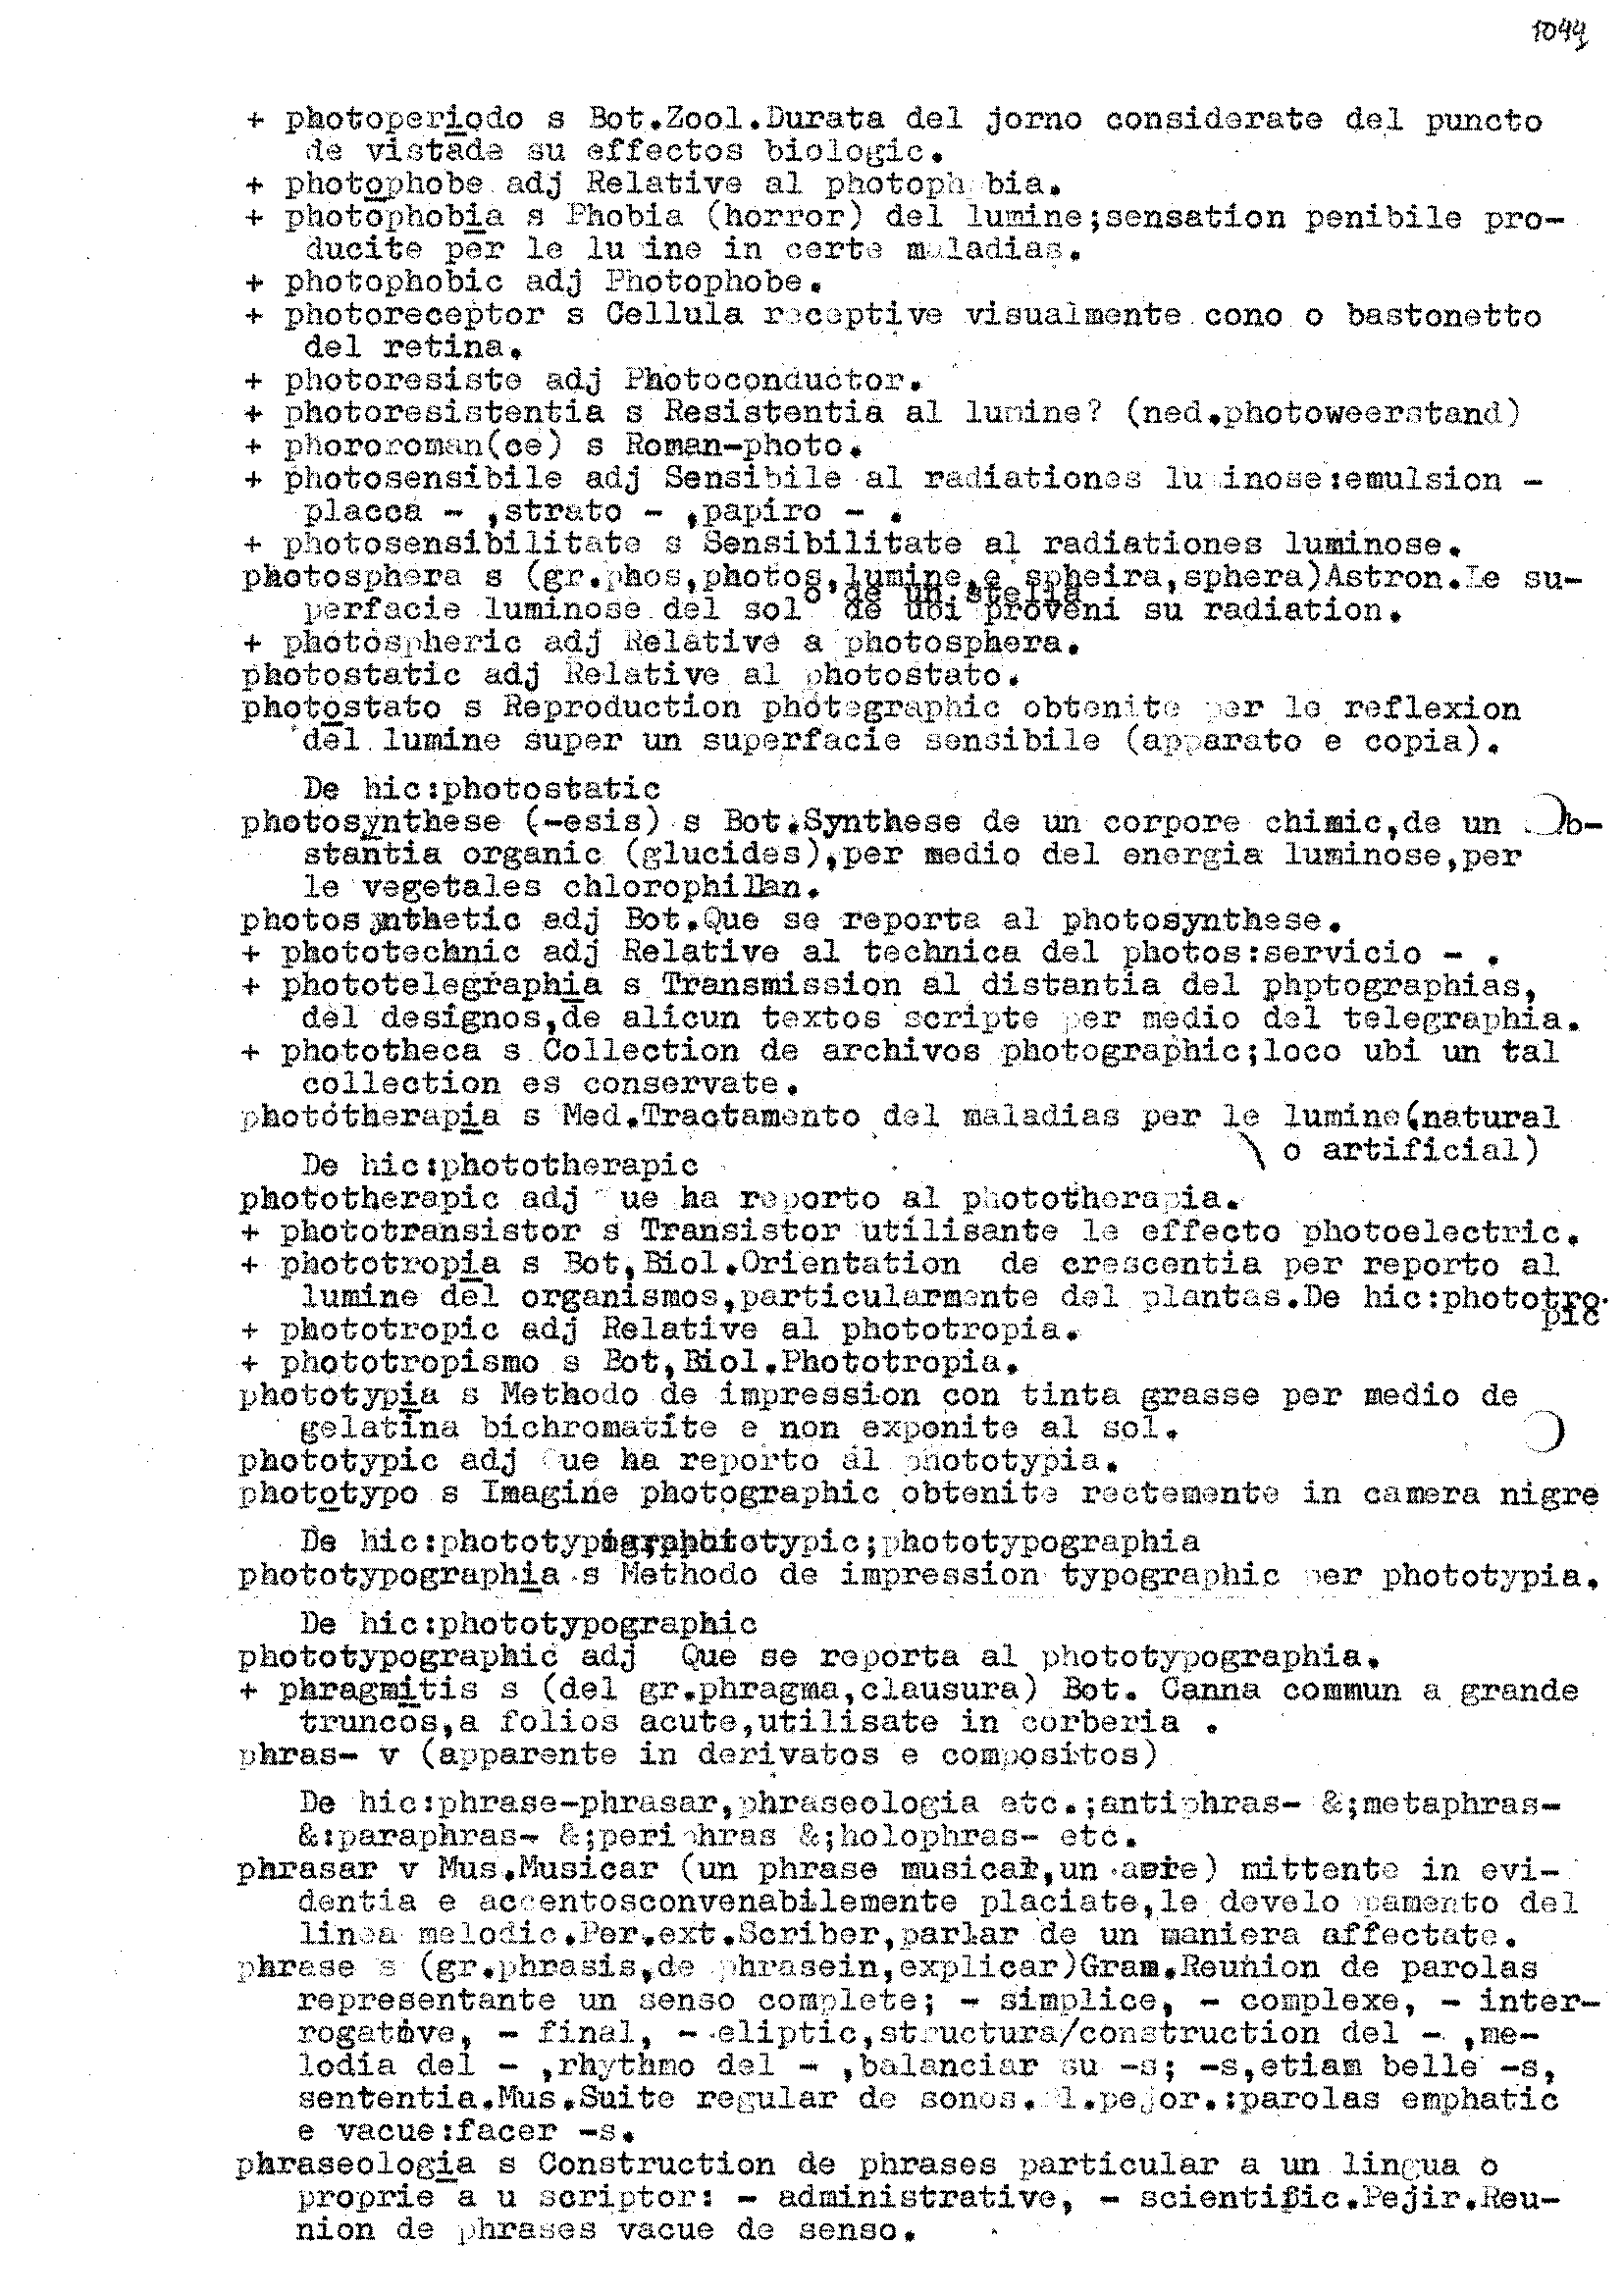 1044
+ photoperiodo s Bot.Zool.Durata del jorno considerate del puncto
de vistade su effectos biologic.
+ photophobe adj Relative al photoph bia.
+ photophobia s Phobia (horror) del lumine;sensation penibile pro-
ducite per le lu ine in certe maladias.
+ photophobic adj Photophobe.
+ photoreceptor s Cellula receptive visualmente cono o bastonetto
del retina.
+ photoresiste adj Photoconductor.
+ photoresistentia s Resistentia al lumine? (ned.photoweerstand)
+ phororoman(ce) s Roman-photo.
+ photosensibile adj Sensibile al radiationes lu inose:emulsion -
placca - ,strato - ,papiro - .
+ photosensibilitate s Sensibilitate al radiationes luminose.
photosphera s (gr.phos,photos,lumine,e spheira,sphera)Astron.Le su-
o de un stella
perfacie luminose del sol de ubi proveni su radiation.
+ photospheric adj Relative a photosphera.
photostatic adj Relative al photostato.
photostato s Reproduction photegraphic obtenite per le reflexion
del lumine super un superfacie sensibile (apparato e copia).
De hic:photostatic
photosynthese (-esis) s Bot.Synthese de un corpore chimic,de un b-
stantia organic (glucides),per medio del energia luminose,per
le vegetales chlorophillan.
photosynthetic adj Bot.Que se reporta al photosynthese.
+ phototechnic adj Relative al technica del photos:servicio - .
+ phototelegraphia s Transmission al distantia del phptographias,
del designos,de alicun textos scripte per medio del telegraphia.
+ phototheca s Collection de archivos photographic;loco ubi un tal
collection es conservate.
phototherapia s Med.Tractamento del maladias per le lumine(natural
o artificial)
De hic:phototherapic
phototherapic adj ue ha reporto al phototherapia.
+ phototransistor s Transistor utilisante le effecto photoelectric.
+ phototropia s Bot,Biol.Orientation de crescentia per reporto al
lumine del organismos,particularmente del plantas.De hic:phototro-
pic
+ phototropic adj Relative al phototropia.
+ phototropismo s Bot,Biol.Phototropia.
phototypia s Methodo de impression con tinta grasse per medio de
gelatina bichromatite e non exponite al sol.
phototypic adj ue ha reporto al phototypia.
phototypo s Imagine photographic obtenite rectemente in camera nigre
De hic:phototypia;phototypic;phototypographia
phototypographia s Methodo de impression typographic per phototypia.
De hic:phototypographic
phototypographic adj Que se reporta al phototypographia.
+ phragmitis s (del gr.phragma,clausura) Bot. Canna commun a grande
truncos,a folios acute,utilisate in corberia .
phras- v (apparente in derivatos e compositos)
De hic:phrase-phrasar,phraseologia etc.;antiphras- &;metaphras-
&:paraphras- &;periphras &;holophras- etc.
phrasar v Mus.Musicar (un phrase musical,un arie) mittente in evi-
dentia e accentosconvenabilemente placiate,le develo pamento del
linea melodic.Per.ext.Scriber,parlar de un maniera affectate.
phrase s (gr.phrasis,de phrasein,explicar)Gram.Reunion de parolas
representante un senso complete; - simplice, - complexe, - inter-
rogative, - final, - eliptic,structura/construction del - ,me-
lodia del - ,rhythmo del - ,balanciar su -s; -s,etiam belle -s,
sententia.Mus.Suite regular de sonos. l.pejor.:parolas emphatic
e vacue:facer -s.
phraseologia s Construction de phrases particular a un lingua o
proprie a u scriptor: - administrative, - scientific.Pejir.Reu-
nion de phrases vacue de senso.